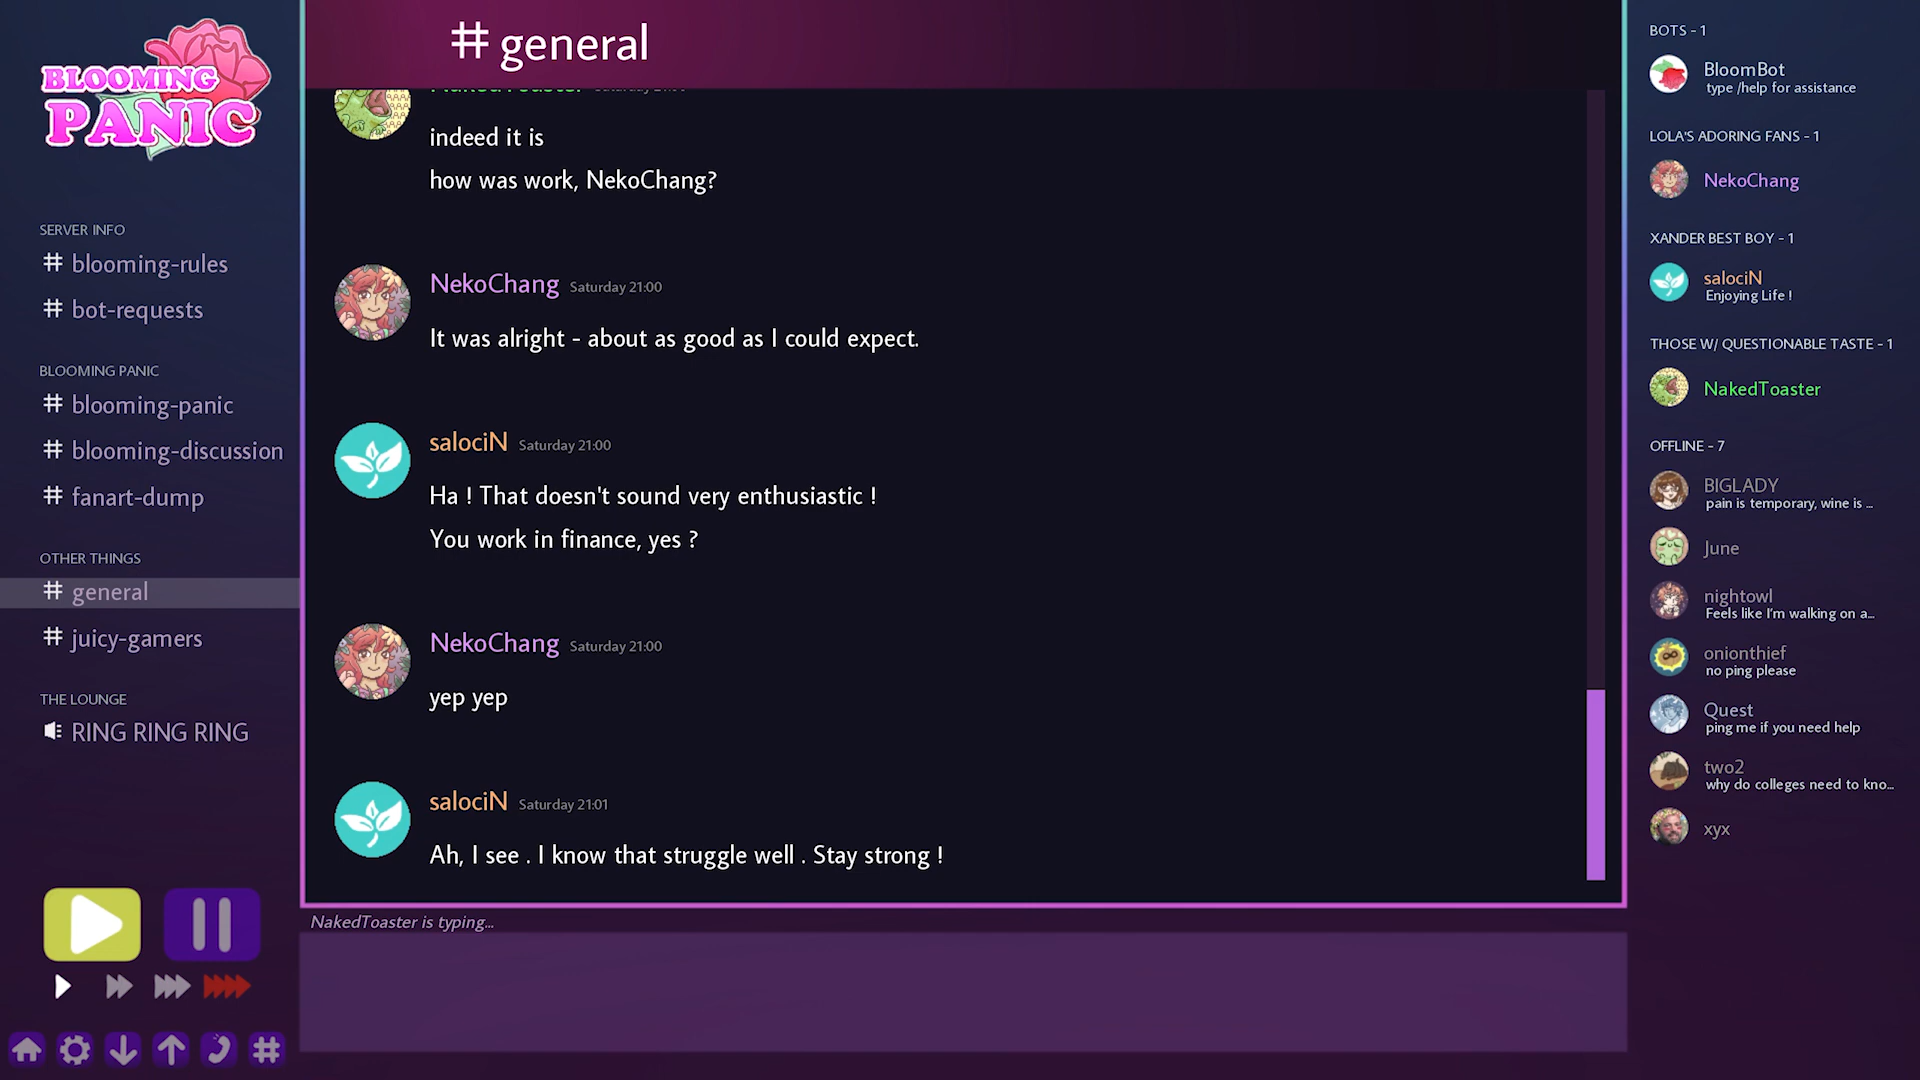 BLOOMING
PANIC
SERVER INFO
# blooming-rules
# bot-requests
BLOOMING PANIC
# blooming-panic
# blooming-discussion
# fanart-dump
OTHER THINGS
# general
# juicy-gamers
THE LOUNGE
RING RING RING
# general
indeed it is
how was work, NekoChang?
NekoChang Saturday 21:00
It was alright - about as good as I could expect.
salociN Saturday 21:00
Ha ! That doesn't sound very enthusiastic !
You work in finance, yes ?
NekoChang Saturday 21:00
yep yep
salociN Saturday 21:01
Ah, I see . I know that struggle well . Stay strong !
NakedToaster is typing...
BOTS - 1
BloomBot
type /help for assistance
LOLA'S ADORING FANS - 1
NekoChang
XANDER BEST BOY - 1
salociN
Enjoying Life !
THOSE W/ QUESTIONABLE TASTE - 1
NakedToaster
OFFLINE - 7
BIGLADY
pain is temporary, wine is ...
June
nightowl
Feels like I'm walking on a...
onionthief
no ping please
Quest
ping me if you need help
two2
why do colleges need to kno...
xyx